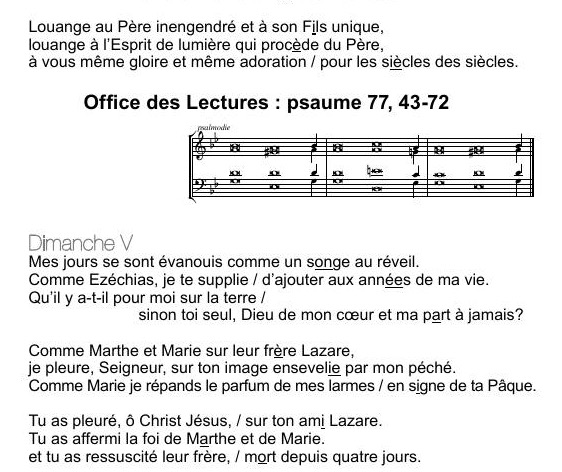 Louange au Père inengendré et à son Fils unique,
louange à l'Esprit de lumière qui procède du Père,
à vous même gloire et même adoration / pour les siècles des siècles.
Office des Lectures : psaume 77, 43-72
psalmodie
Dimanche V
Mes jours se sont évanouis comme un songe au réveil.
Comme Ezéchias, je te supplie / d'ajouter aux années de ma vie.
Qu'il y a-t-il pour moi sur la terre /
sinon toi seul, Dieu de mon cœur et ma part à jamais?
Comme Marthe et Marie sur leur frère Lazare,
je pleure, Seigneur, sur ton image ensevelie par mon péché.
Comme Marie je répands le parfum de mes larmes / en signe de ta Pâque.
Tu as pleuré, ô Christ Jésus, / sur ton ami Lazare.
Tu as affermi la foi de Marthe et de Marie.
et tu as ressuscité leur frère, / mort depuis quatre jours.